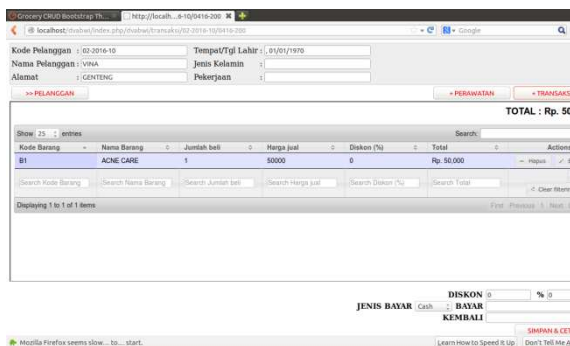 Grocery CRUD Bootstrap Th... http://localh...6-10/0416-200
localhost/dvabwi/index.php/dvabwi/transaksi/02-2016-10/0416-200 Google
Kode Pelanggan : 02-2016-10 Tempat/Tgl Lahir : , 01/01/1970
Nama Pelanggan : VINA Jenis Kelamin :
Alamat : GENTENG Pekerjaan :
>> PELANGGAN + PERAWATAN + TRANSAKS
TOTAL : Rp. 50
Show 25 entries Search:
Kode Barang Nama Barang Jumlah beli Harga jual Diskon (%) Total Actions
B1 ACNE CARE 1 50000 0 Rp. 50,000 Hapus
Search Kode Barang Search Nama Barang Search Jumlah beli Search Harga jual Search Diskon (%) Search Total
Clear filterin
Displaying 1 to 1 of 1 items First Previous 1 Next
DISKON 0 % 0
JENIS BAYAR Cash BAYAR
KEMBALI
SIMPAN & CET
Mozilla Firefox seems slow... to... start. Learn How to Speed It Up Don't Tell Me A